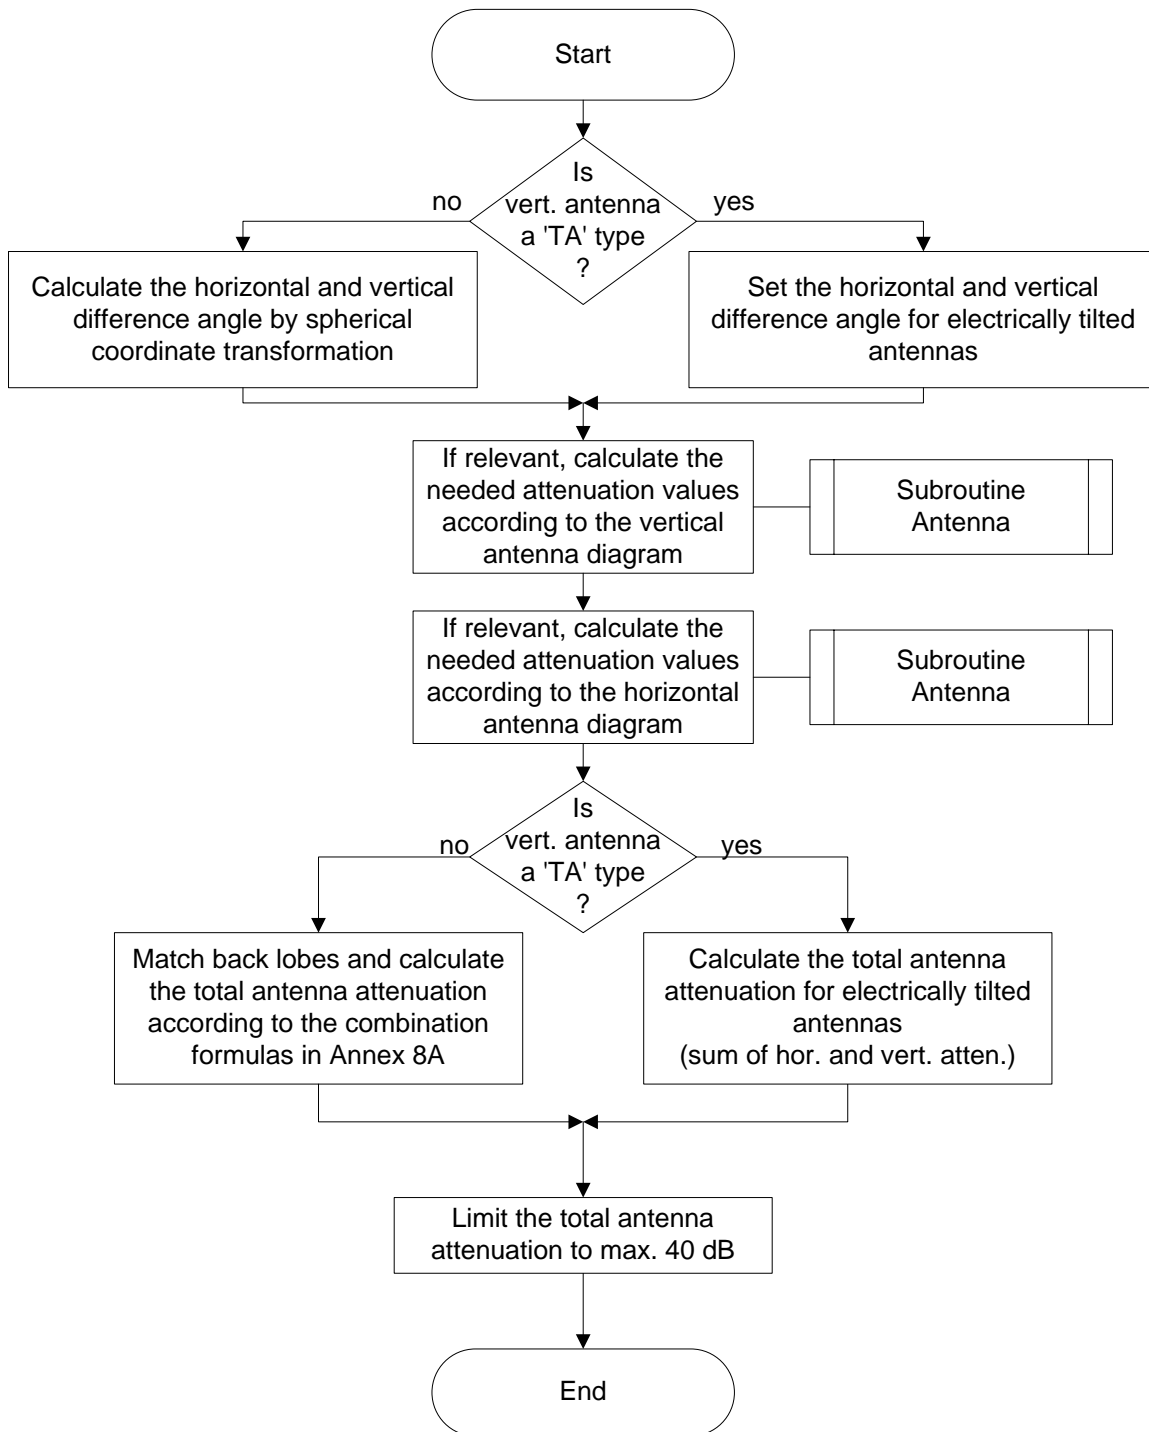 Start
Is
vert. antenna
a 'TA' type
?
no
yes
Calculate the horizontal and vertical
difference angle by spherical
coordinate transformation
Set the horizontal and vertical
difference angle for electrically tilted
antennas
If relevant, calculate the
needed attenuation values
according to the vertical
antenna diagram
Subroutine
Antenna
If relevant, calculate the
needed attenuation values
according to the horizontal
antenna diagram
Subroutine
Antenna
Is
vert. antenna
a 'TA' type
?
no
yes
Match back lobes and calculate
the total antenna attenuation
according to the combination
formulas in Annex 8A
Calculate the total antenna
attenuation for electrically tilted
antennas
(sum of hor. and vert. atten.)
Limit the total antenna
attenuation to max. 40 dB
End